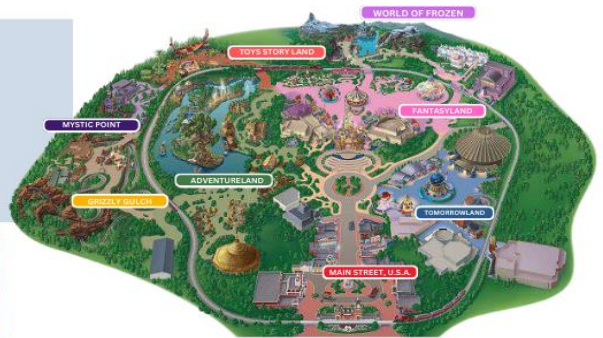 WORLD OF FROZEN
TOYS STORY LAND
FANTASYLAND
MYSTIC POINT
ADVENTURELAND
GRIZZLY GULCH
TOMORROWLAND
MAIN STREET, U.S.A.